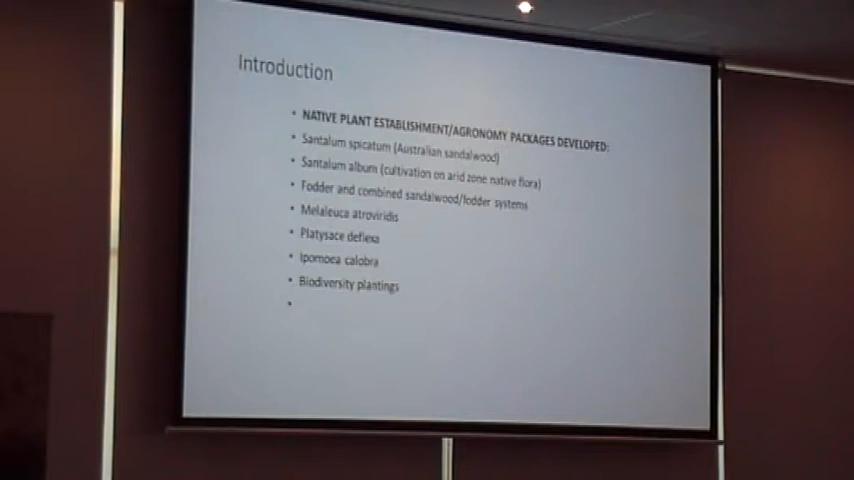 Introduction
• NATIVE PLANT ESTABLISHMENT/AGRONOMY PACKAGES DEVELOPED:
• Santalum spicatum (Australian sandalwood)
• Santalum album (cultivation on arid zone native flora)
• Fodder and combined sandalwood/fodder systems
• Melaleuca atroviridis
• Platysace deflexa
• Ipomoea calobra
• Biodiversity plantings
•